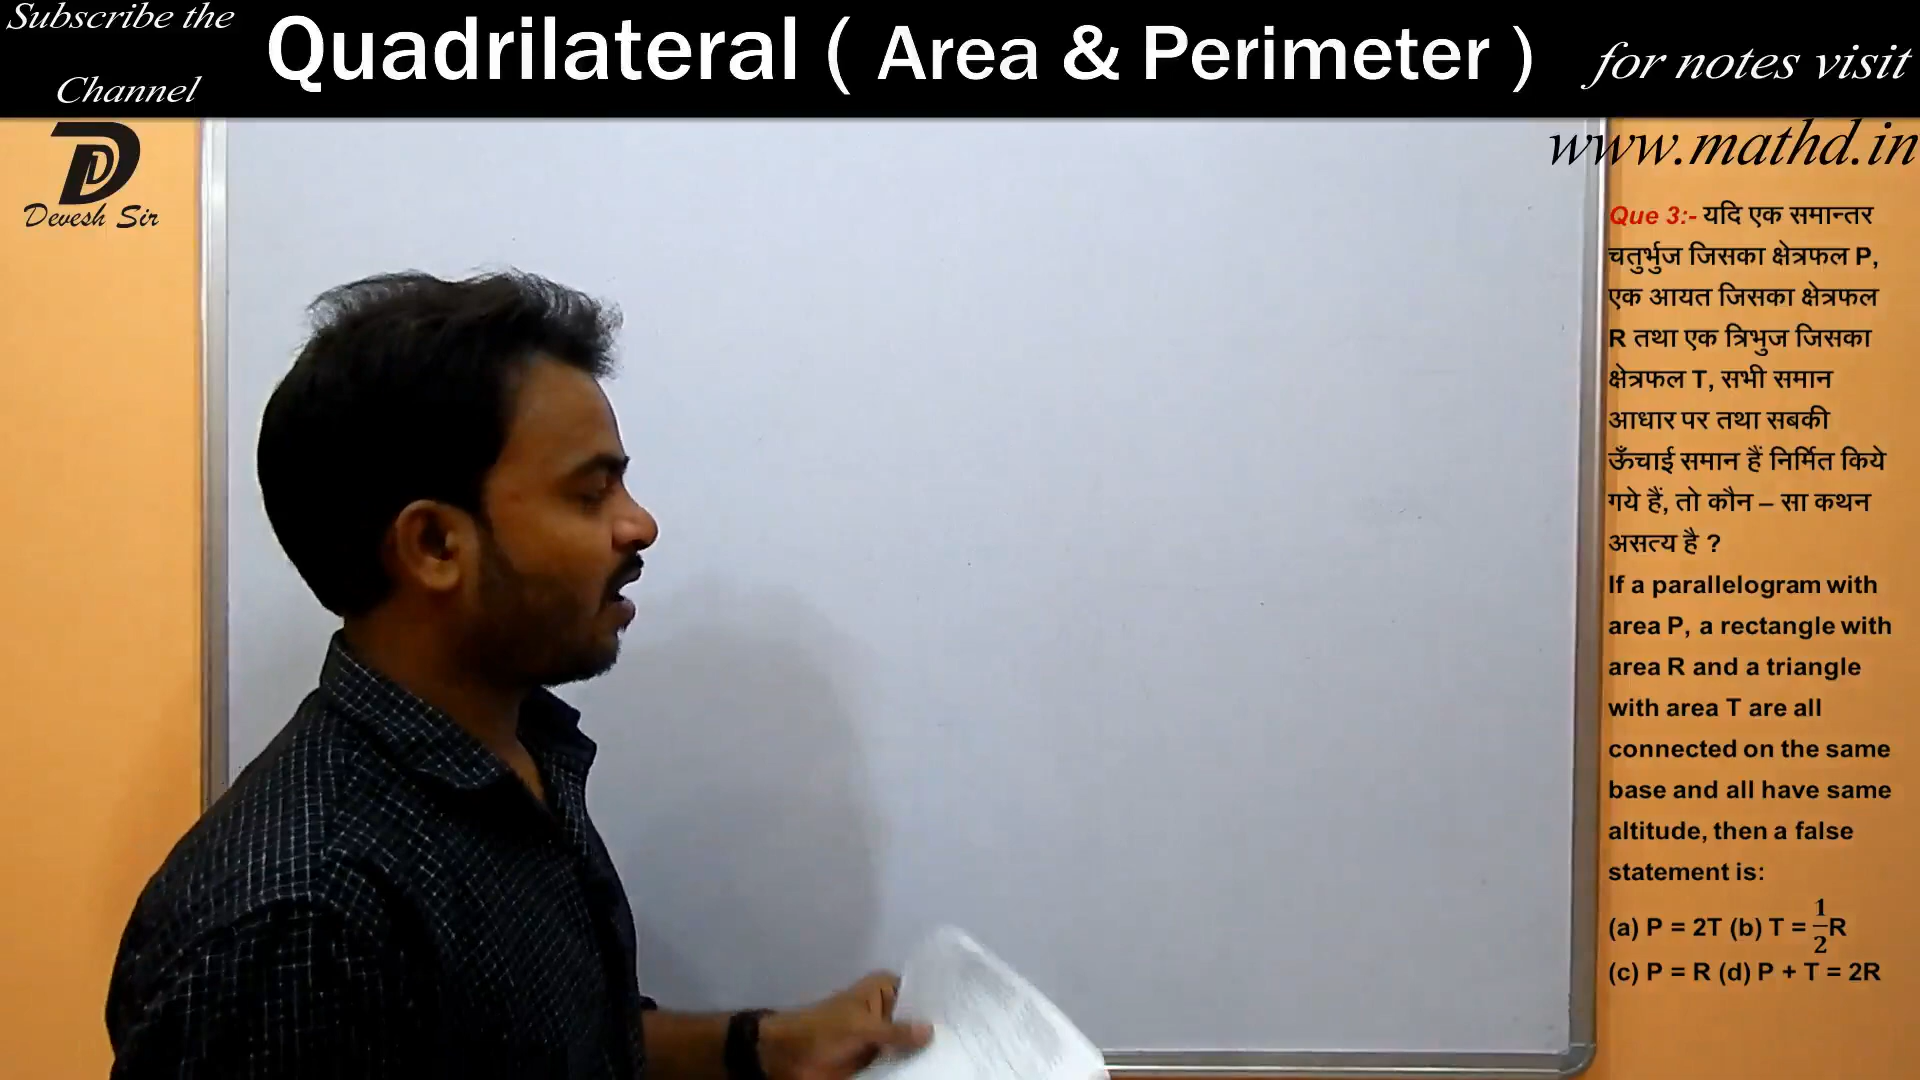 Subscribe the
Channel
Quadrilateral ( Area & Perimeter )
for notes visit
www.mathd.in
D
Devesh Sir
Que 3:- यदि एक समान्तर
चतुर्भुज जिसका क्षेत्रफल P,
एक आयत जिसका क्षेत्रफल
R तथा एक त्रिभुज जिसका
क्षेत्रफल T, सभी समान
आधार पर तथा सबकी
ऊँचाई समान हैं निर्मित किये
गये हैं, तो कौन – सा कथन
असत्य है ?
If a parallelogram with
area P, a rectangle with
area R and a triangle
with area T are all
connected on the same
base and all have same
altitude, then a false
statement is:
(a) P = 2T (b) T = 1/2 R
(c) P = R (d) P + T = 2R